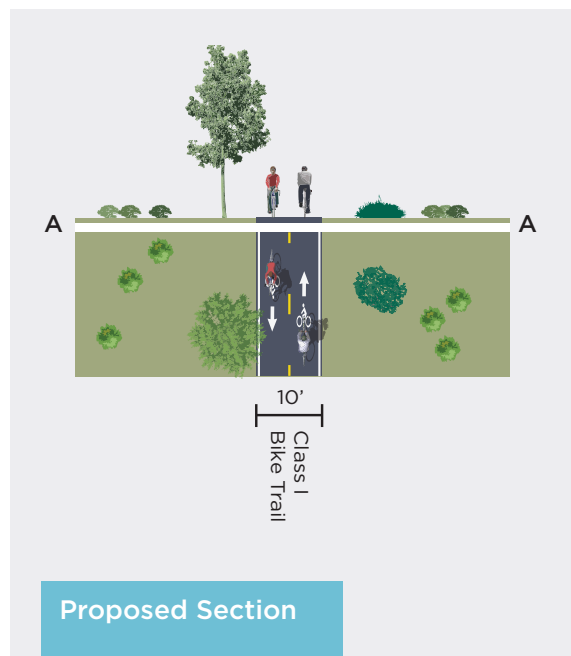 A
A
10’
Class I
Bike Trail
Proposed Section